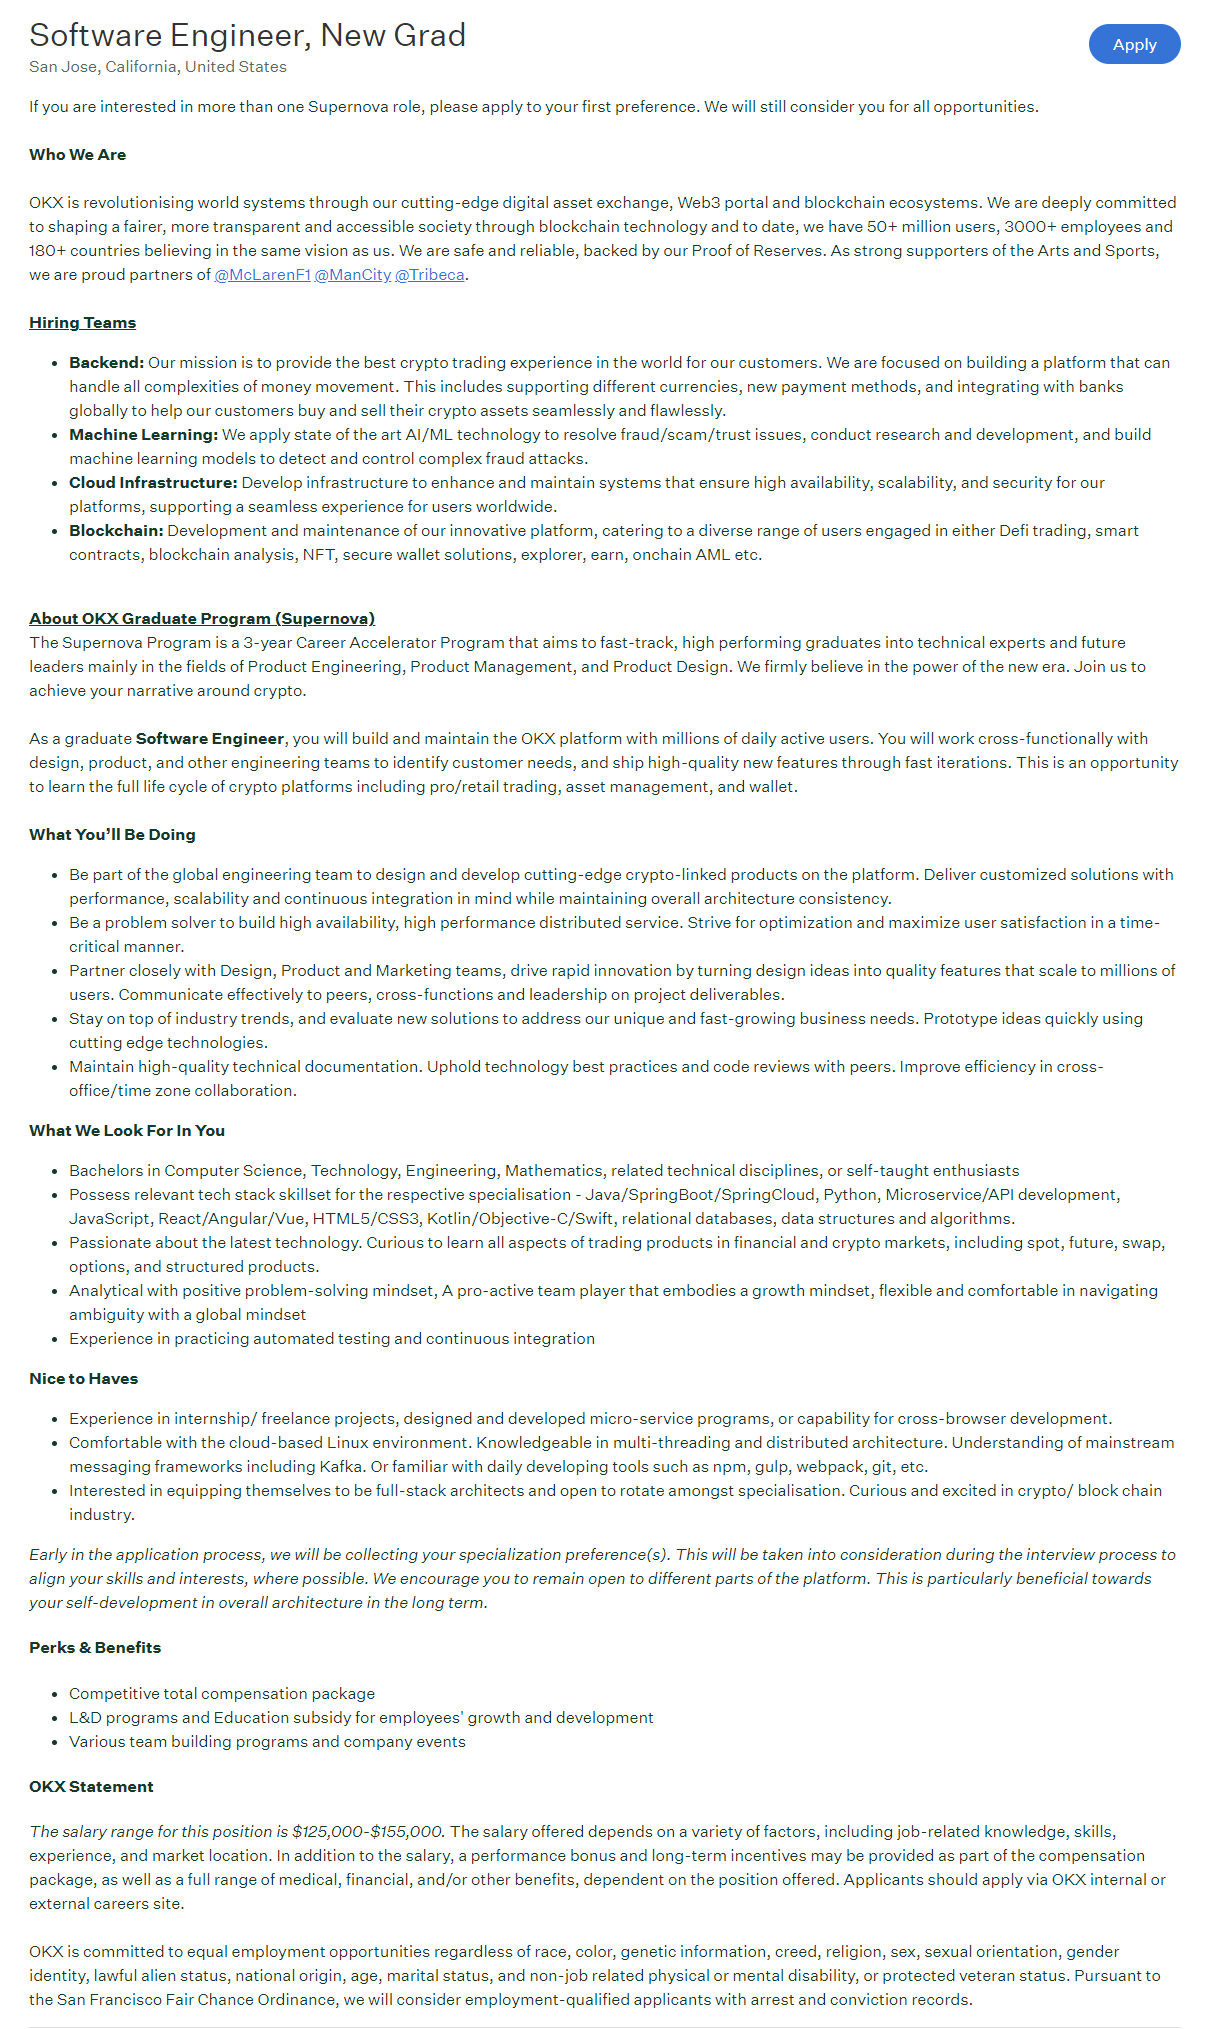 Software Engineer, New Grad
Apply
San Jose, California, United States
If you are interested in more than one Supernova role, please apply to your first preference. We will still consider you for all opportunities.
Who We Are
OKX is revolutionising world systems through our cutting-edge digital asset exchange, Web3 portal and blockchain ecosystems. We are deeply committed
to shaping a fairer, more transparent and accessible society through blockchain technology and to date, we have 50+ million users, 3000+ employees and
180+ countries believing in the same vision as us. We are safe and reliable, backed by our Proof of Reserves. As strong supporters of the Arts and Sports,
we are proud partners of @McLarenF1 @ManCity @Tribeca.
Hiring Teams
• Backend: Our mission is to provide the best crypto trading experience in the world for our customers. We are focused on building a platform that can
handle all complexities of money movement. This includes supporting different currencies, new payment methods, and integrating with banks
globally to help our customers buy and sell their crypto assets seamlessly and flawlessly.
• Machine Learning: We apply state of the art AI/ML technology to resolve fraud/scam/trust issues, conduct research and development, and build
machine learning models to detect and control complex fraud attacks.
• Cloud Infrastructure: Develop infrastructure to enhance and maintain systems that ensure high availability, scalability, and security for our
platforms, supporting a seamless experience for users worldwide.
• Blockchain: Development and maintenance of our innovative platform, catering to a diverse range of users engaged in either Defi trading, smart
contracts, blockchain analysis, NFT, secure wallet solutions, explorer, earn, onchain AML etc.
About OKX Graduate Program (Supernova)
The Supernova Program is a 3-year Career Accelerator Program that aims to fast-track, high performing graduates into technical experts and future
leaders mainly in the fields of Product Engineering, Product Management, and Product Design. We firmly believe in the power of the new era. Join us to
achieve your narrative around crypto.
As a graduate Software Engineer, you will build and maintain the OKX platform with millions of daily active users. You will work cross-functionally with
design, product, and other engineering teams to identify customer needs, and ship high-quality new features through fast iterations. This is an opportunity
to learn the full life cycle of crypto platforms including pro/retail trading, asset management, and wallet.
What You’ll Be Doing
• Be part of the global engineering team to design and develop cutting-edge crypto-linked products on the platform. Deliver customized solutions with
performance, scalability and continuous integration in mind while maintaining overall architecture consistency.
• Be a problem solver to build high availability, high performance distributed service. Strive for optimization and maximize user satisfaction in a time-
critical manner.
• Partner closely with Design, Product and Marketing teams, drive rapid innovation by turning design ideas into quality features that scale to millions of
users. Communicate effectively to peers, cross-functions and leadership on project deliverables.
• Stay on top of industry trends, and evaluate new solutions to address our unique and fast-growing business needs. Prototype ideas quickly using
cutting edge technologies.
• Maintain high-quality technical documentation. Uphold technology best practices and code reviews with peers. Improve efficiency in cross-
office/time zone collaboration.
What We Look For In You
• Bachelors in Computer Science, Technology, Engineering, Mathematics, related technical disciplines, or self-taught enthusiasts
• Possess relevant tech stack skillset for the respective specialisation - Java/SpringBoot/SpringCloud, Python, Microservice/API development,
JavaScript, React/Angular/Vue, HTML5/CSS3, Kotlin/Objective-C/Swift, relational databases, data structures and algorithms.
• Passionate about the latest technology. Curious to learn all aspects of trading products in financial and crypto markets, including spot, future, swap,
options, and structured products.
• Analytical with positive problem-solving mindset, A pro-active team player that embodies a growth mindset, flexible and comfortable in navigating
ambiguity with a global mindset
• Experience in practicing automated testing and continuous integration
Nice to Haves
• Experience in internship/ freelance projects, designed and developed micro-service programs, or capability for cross-browser development.
• Comfortable with the cloud-based Linux environment. Knowledgeable in multi-threading and distributed architecture. Understanding of mainstream
messaging frameworks including Kafka. Or familiar with daily developing tools such as npm, gulp, webpack, git, etc.
• Interested in equipping themselves to be full-stack architects and open to rotate amongst specialisation. Curious and excited in crypto/ block chain
industry.
Early in the application process, we will be collecting your specialization preference(s). This will be taken into consideration during the interview process to
align your skills and interests, where possible. We encourage you to remain open to different parts of the platform. This is particularly beneficial towards
your self-development in overall architecture in the long term.
Perks & Benefits
• Competitive total compensation package
• L&D programs and Education subsidy for employees' growth and development
• Various team building programs and company events
OKX Statement
The salary range for this position is $125,000-$155,000. The salary offered depends on a variety of factors, including job-related knowledge, skills,
experience, and market location. In addition to the salary, a performance bonus and long-term incentives may be provided as part of the compensation
package, as well as a full range of medical, financial, and/or other benefits, dependent on the position offered. Applicants should apply via OKX internal or
external careers site.
OKX is committed to equal employment opportunities regardless of race, color, genetic information, creed, religion, sex, sexual orientation, gender
identity, lawful alien status, national origin, age, marital status, and non-job related physical or mental disability, or protected veteran status. Pursuant to
the San Francisco Fair Chance Ordinance, we will consider employment-qualified applicants with arrest and conviction records.